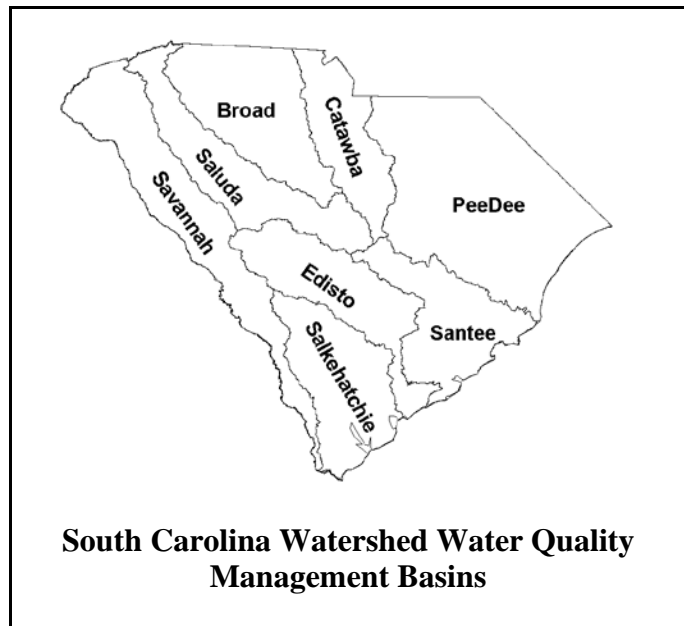 Broad
Catawba
Saluda
Savannah
PeeDee
Edisto
Santee
Salkehatchie
South Carolina Watershed Water Quality
Management Basins